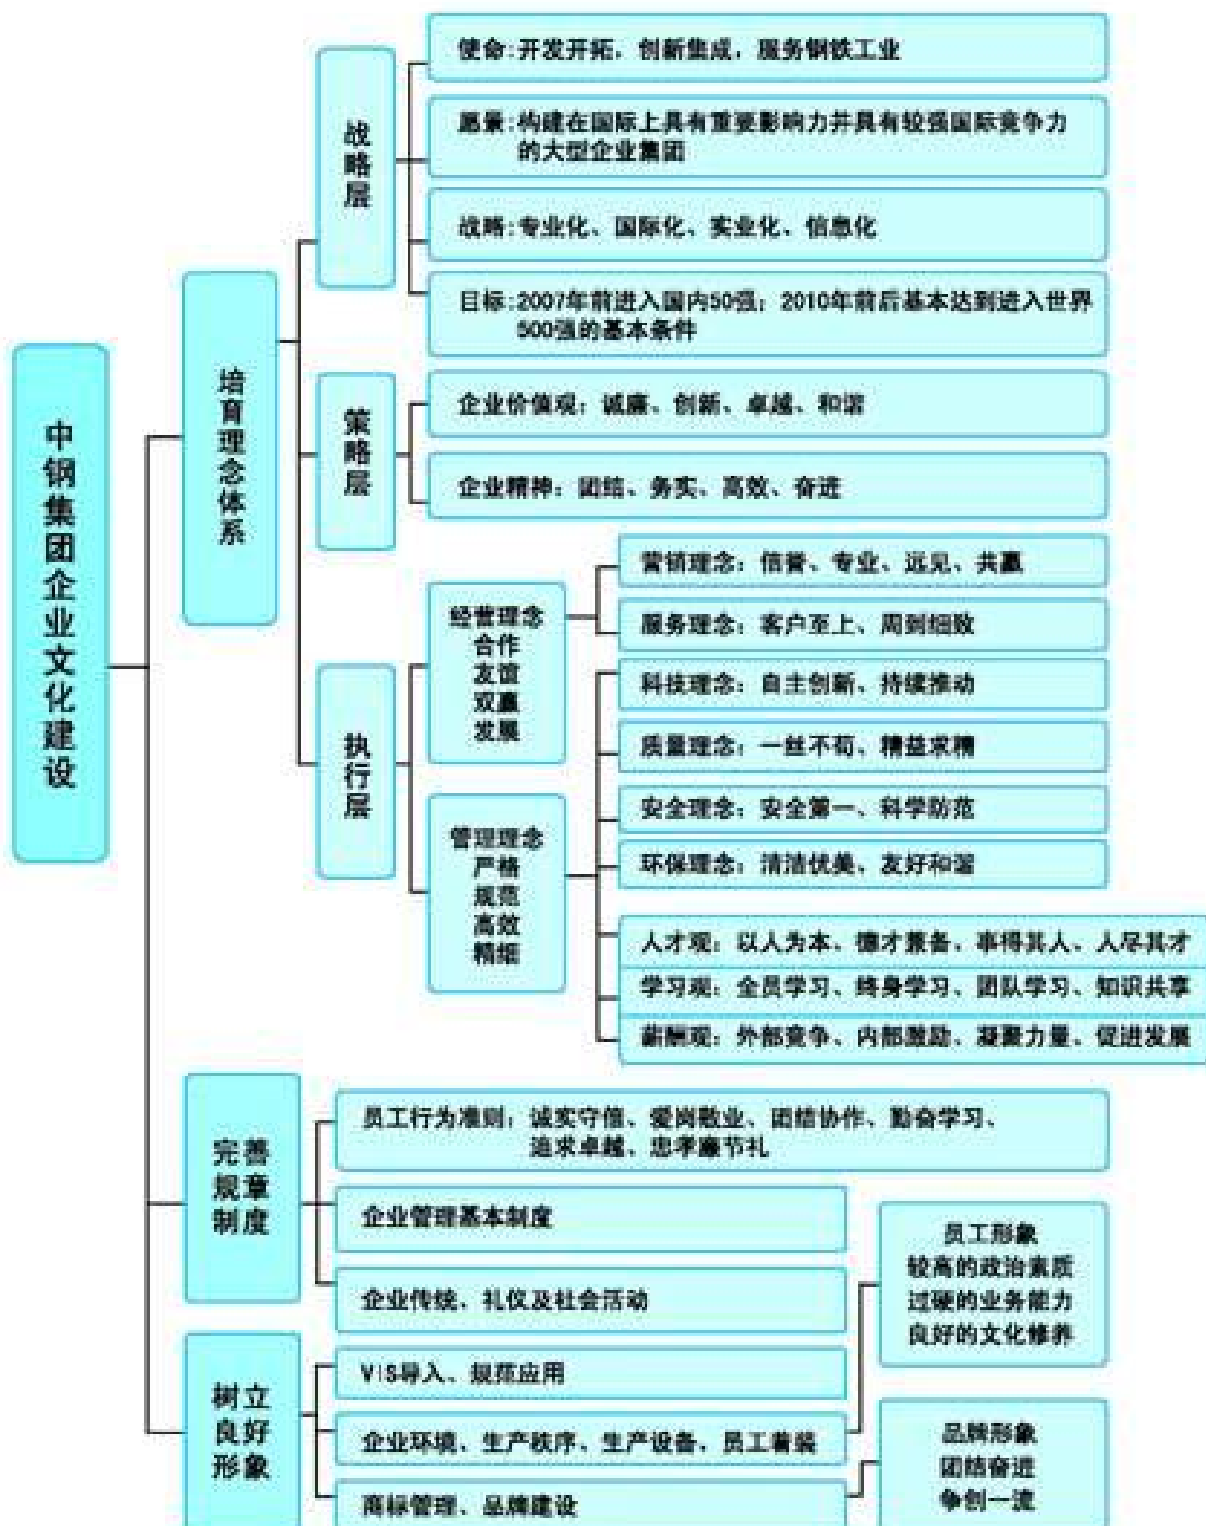 中钢集团企业文化建设
培育理念体系
战略层
使命:开发开拓，创新集成，服务钢铁工业
愿景:构建在国际上具有重要影响力并具有较强国际竞争力
的大型企业集团
战略:专业化、国际化、实业化、信息化
目标:2007年前进入国内50强；2010年前后基本达到进入世界
500强的基本条件
策略层
企业价值观：诚廉、创新、卓越、和谐
企业精神：团结、务实、高效、奋进
执行层
经营理念
合作
友谊
双赢
发展
营销理念：信誉、专业、远见、共赢
服务理念：客户至上、周到细致
管理理念
严格
规范
高效
精细
科技理念：自主创新、持续推动
质量理念：一丝不苟、精益求精
安全理念：安全第一、科学防范
环保理念：清洁优美、友好和谐
人才观：以人为本、德才兼备、事得其人、人尽其才
学习观：全员学习、终身学习、团队学习、知识共享
薪酬观：外部竞争、内部激励、凝聚力量、促进发展
完善
规章
制度
员工行为准则：诚实守信、爱岗敬业、团结协作、勤奋学习、
追求卓越、忠孝廉节礼
企业管理基本制度
企业传统、礼仪及社会活动
树立
良好
形象
VIS导入、规范应用
企业环境、生产秩序、生产设备、员工着装
商标管理、品牌建设
员工形象
较高的政治素质
过硬的业务能力
良好的文化修养
品牌形象
团结奋进
争创一流